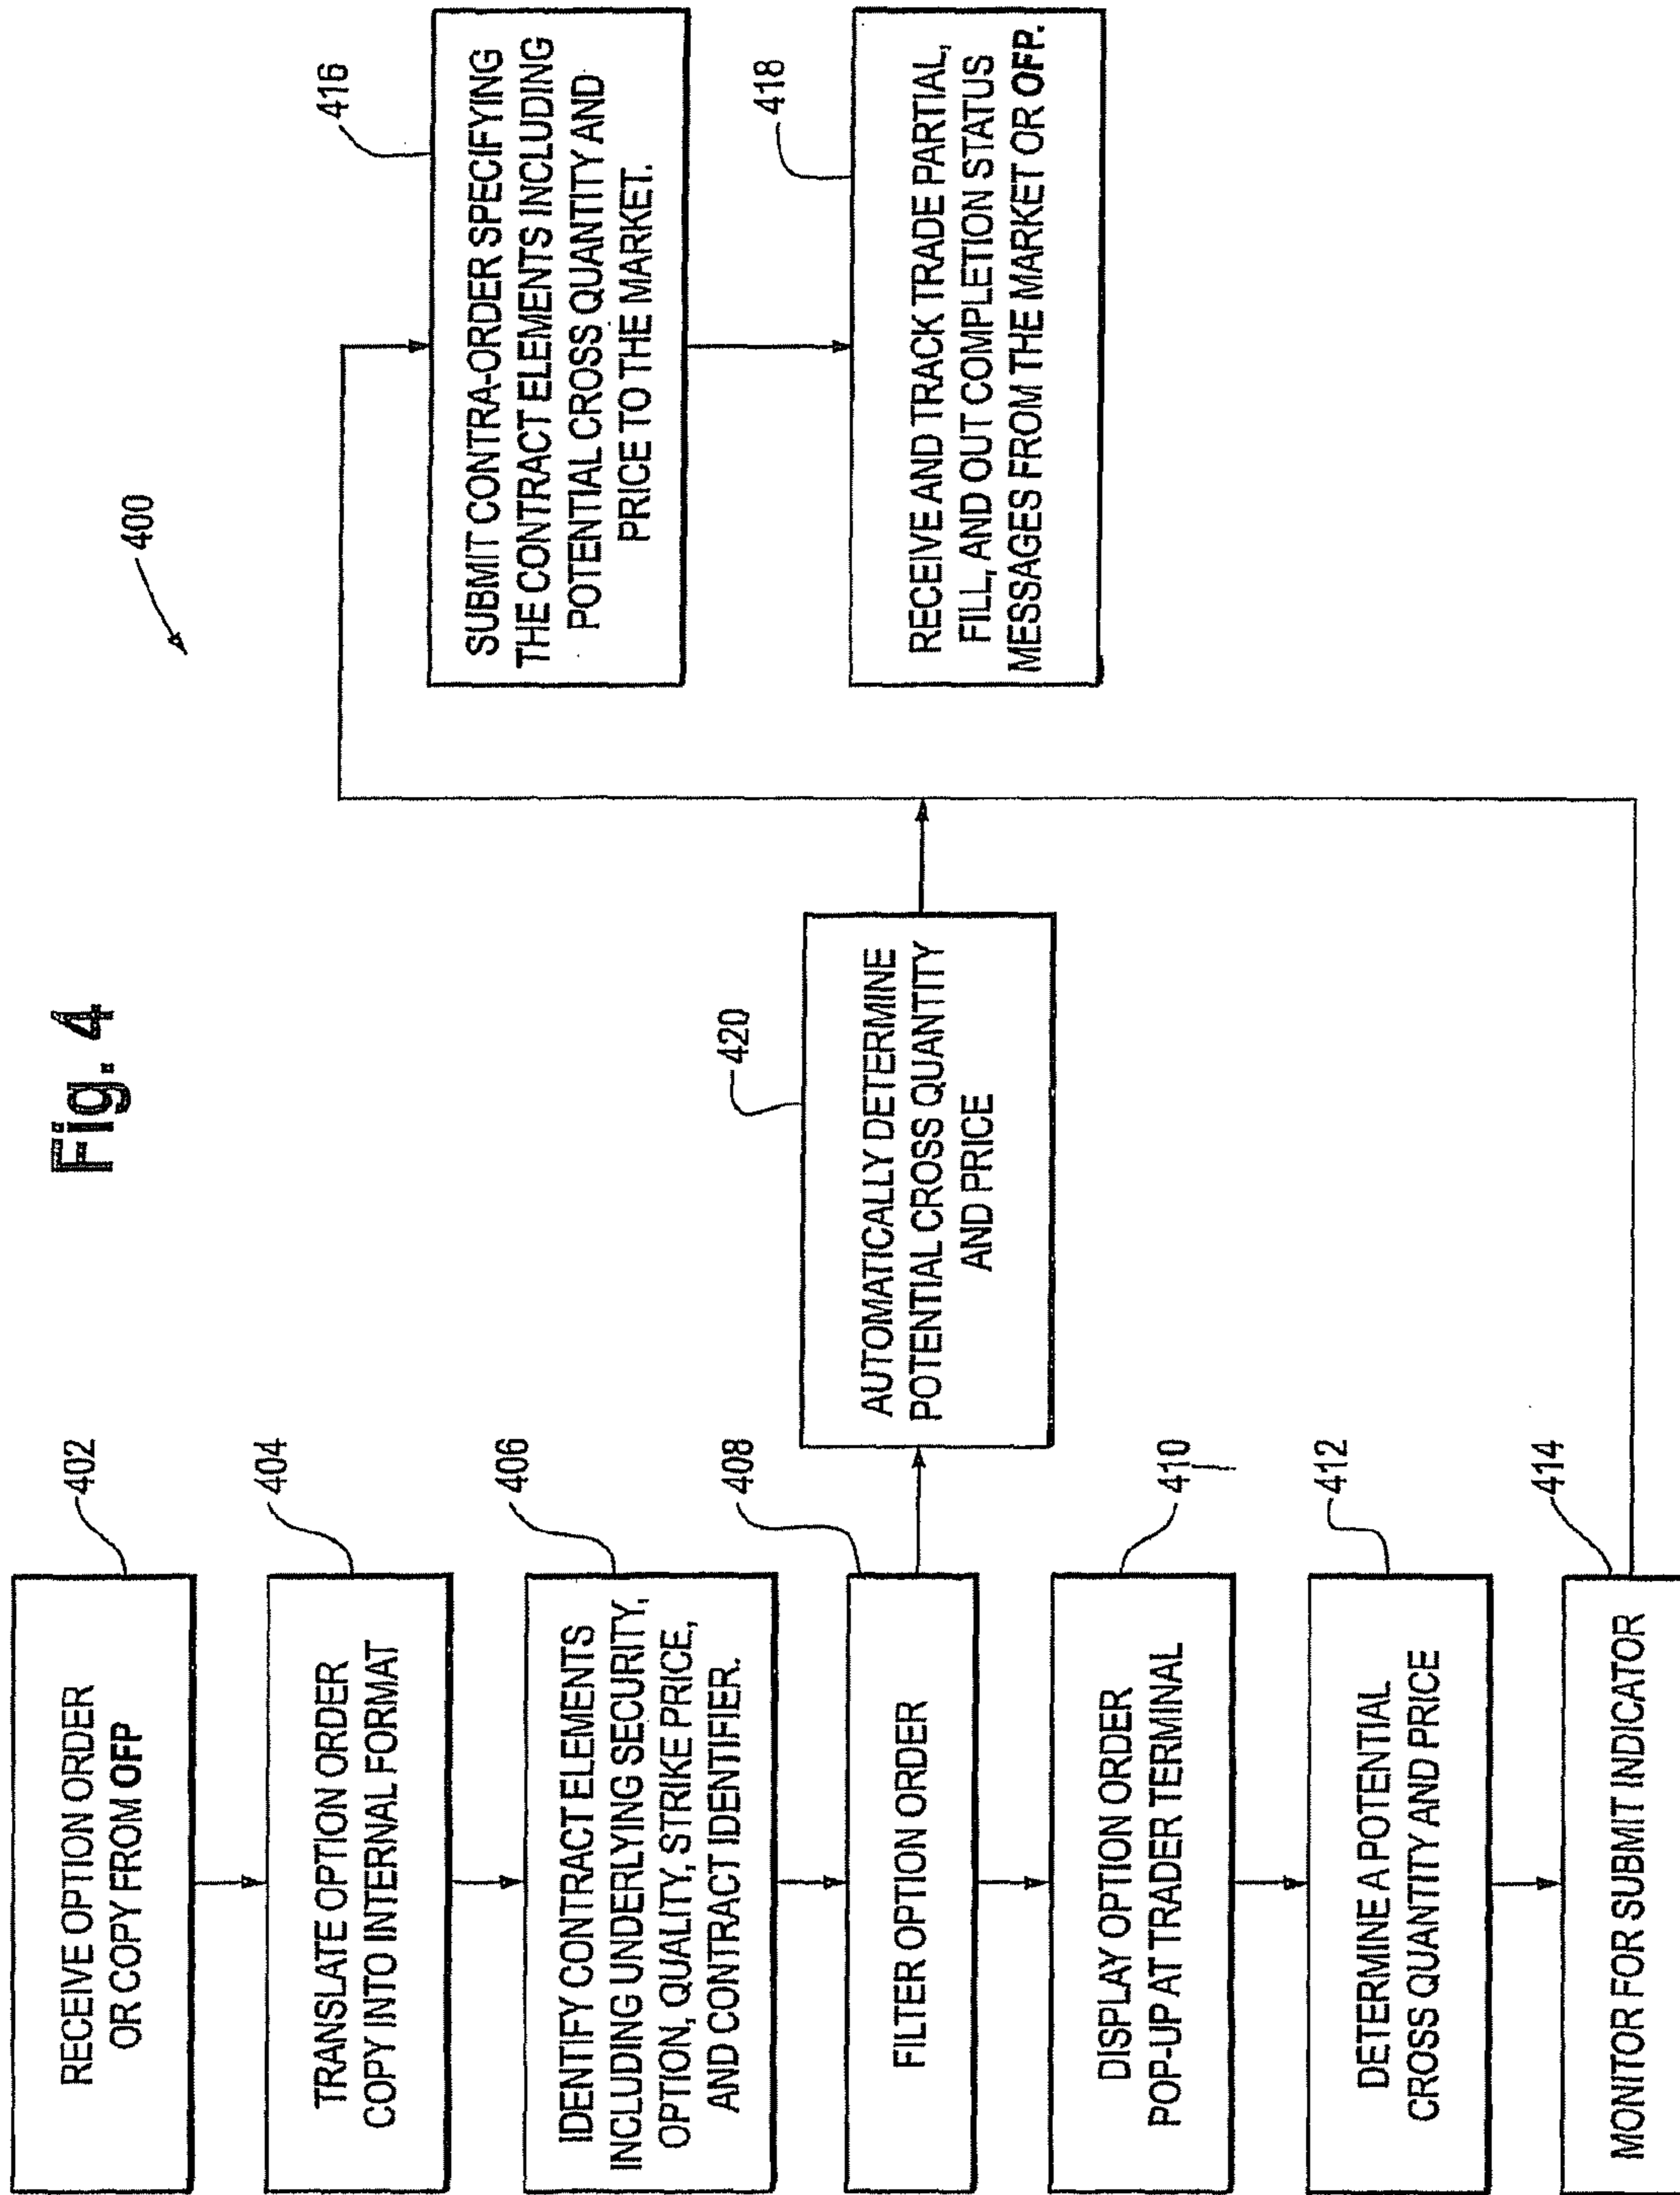 Fig. 4
400
402
RECEIVE OPTION ORDER
OR COPY FROM OFP
404
TRANSLATE OPTION ORDER
COPY INTO INTERNAL FORMAT
406
IDENTIFY CONTRACT ELEMENTS
INCLUDING UNDERLYING SECURITY,
OPTION, QUALITY, STRIKE PRICE,
AND CONTRACT IDENTIFIER.
408
FILTER OPTION ORDER
410
DISPLAY OPTION ORDER
POP-UP AT TRADER TERMINAL
412
DETERMINE A POTENTIAL
CROSS QUANTITY AND PRICE
414
MONITOR FOR SUBMIT INDICATOR
420
AUTOMATICALLY DETERMINE
POTENTIAL CROSS QUANTITY
AND PRICE
416
SUBMIT CONTRA-ORDER SPECIFYING
THE CONTRACT ELEMENTS INCLUDING
POTENTIAL CROSS QUANTITY AND
PRICE TO THE MARKET.
418
RECEIVE AND TRACK TRADE PARTIAL,
FILL, AND OUT COMPLETION STATUS
MESSAGES FROM THE MARKET OR OFP.